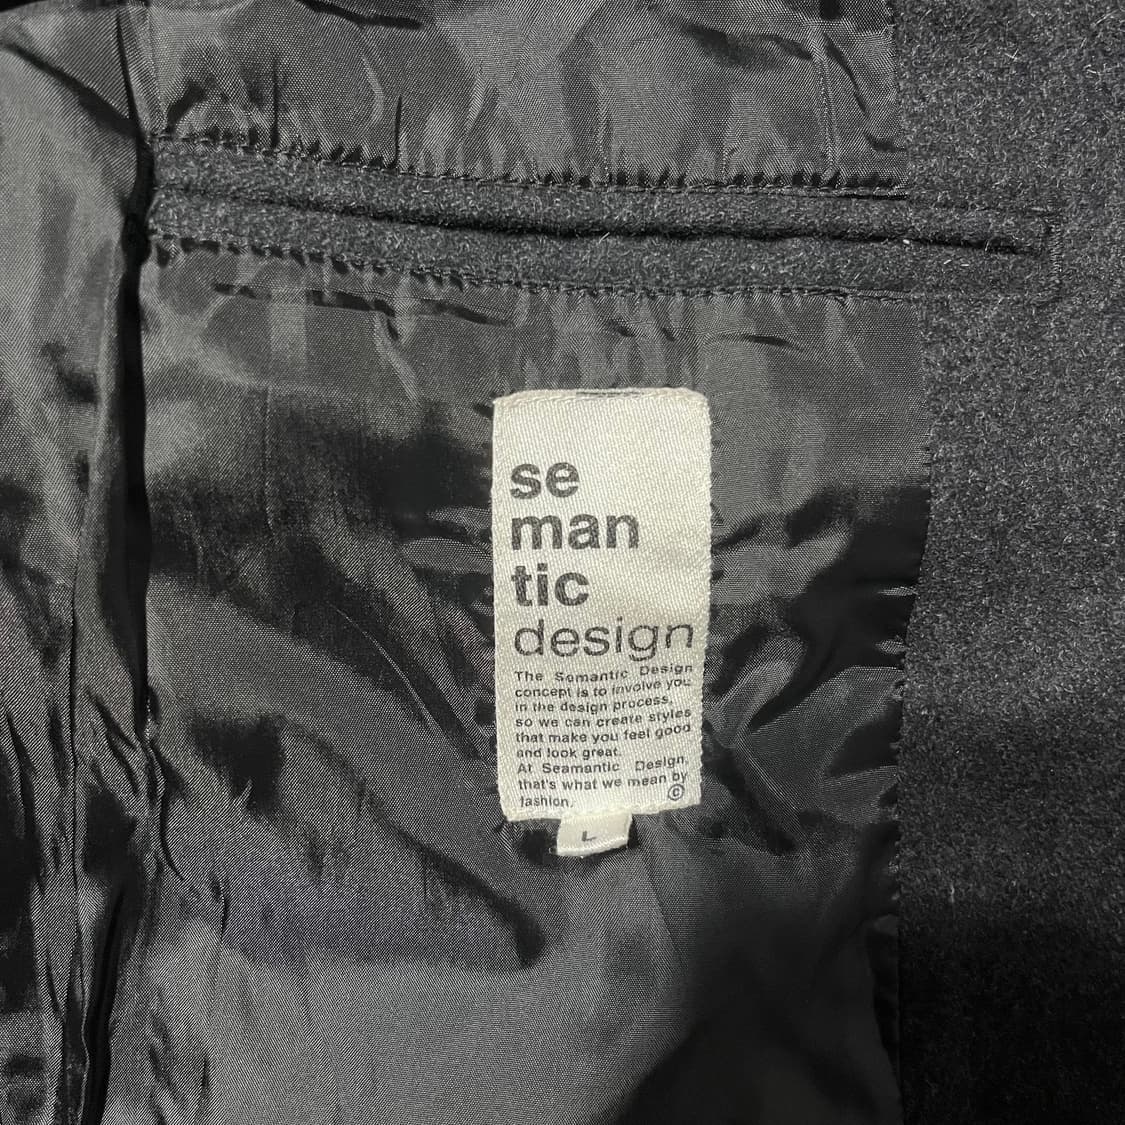 se
man
tic
design
The Semantic Design
concept is to involve you
in the design process,
so we can create styles
that make you feel good
and look great.
At Seamantic Design,
that's what we mean by
fashion. ©
L